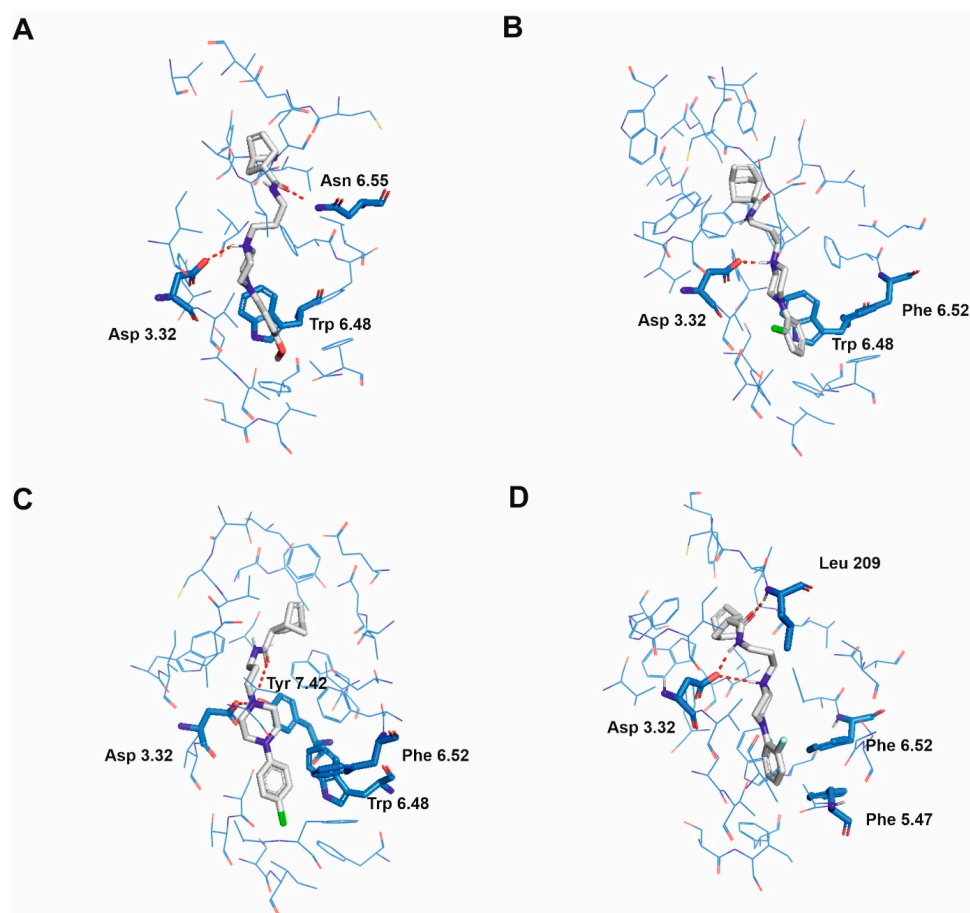 A
B
Asn 6.55
Asp 3.32
Trp 6.48
Asp 3.32
Phe 6.52
Trp 6.48
C
D
Leu 209
Tyr 7.42
Asp 3.32
Phe 6.52
Trp 6.48
Asp 3.32
Phe 6.52
Phe 5.47